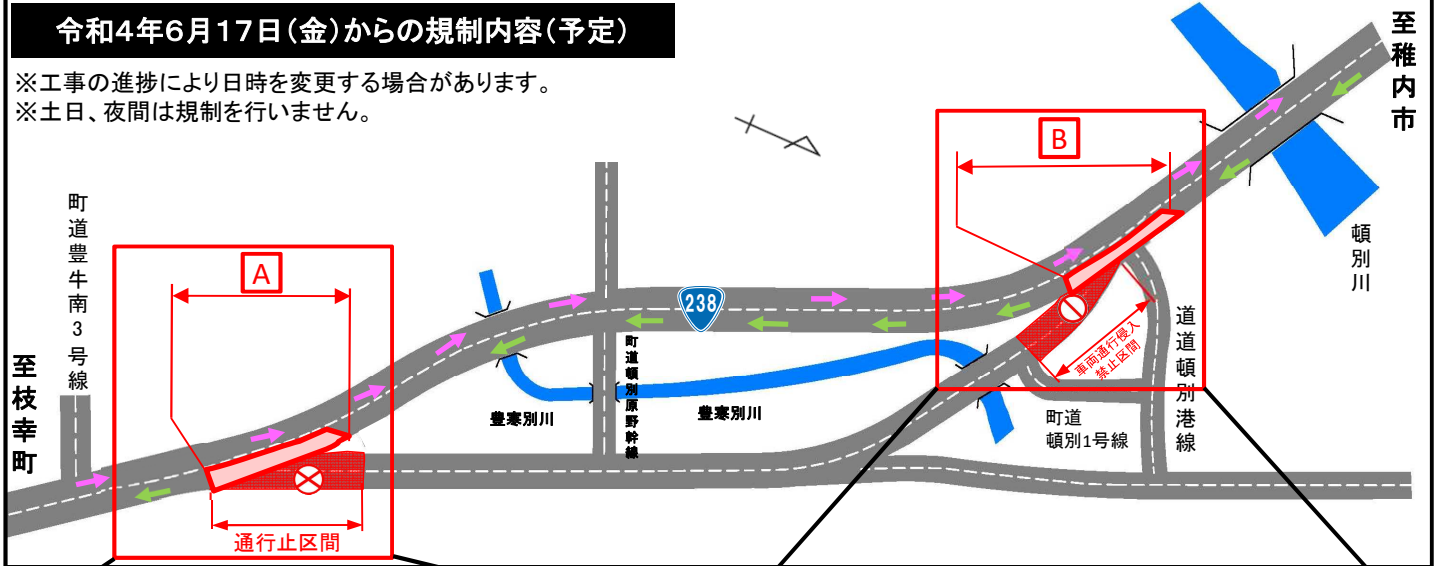 令和4年6月17日(金)からの規制内容(予定)
※工事の進捗により日時を変更する場合があります。
※土日、夜間は規制を行いません。
至稚内市
B
町道豊牛南3号線
A
238
頓別川
道道頓別港線
車両通行侵入
禁止区間
至枝幸町
町道頓別原野幹線
豊寒別川
豊寒別川
町道
頓別1号線
通行止区間